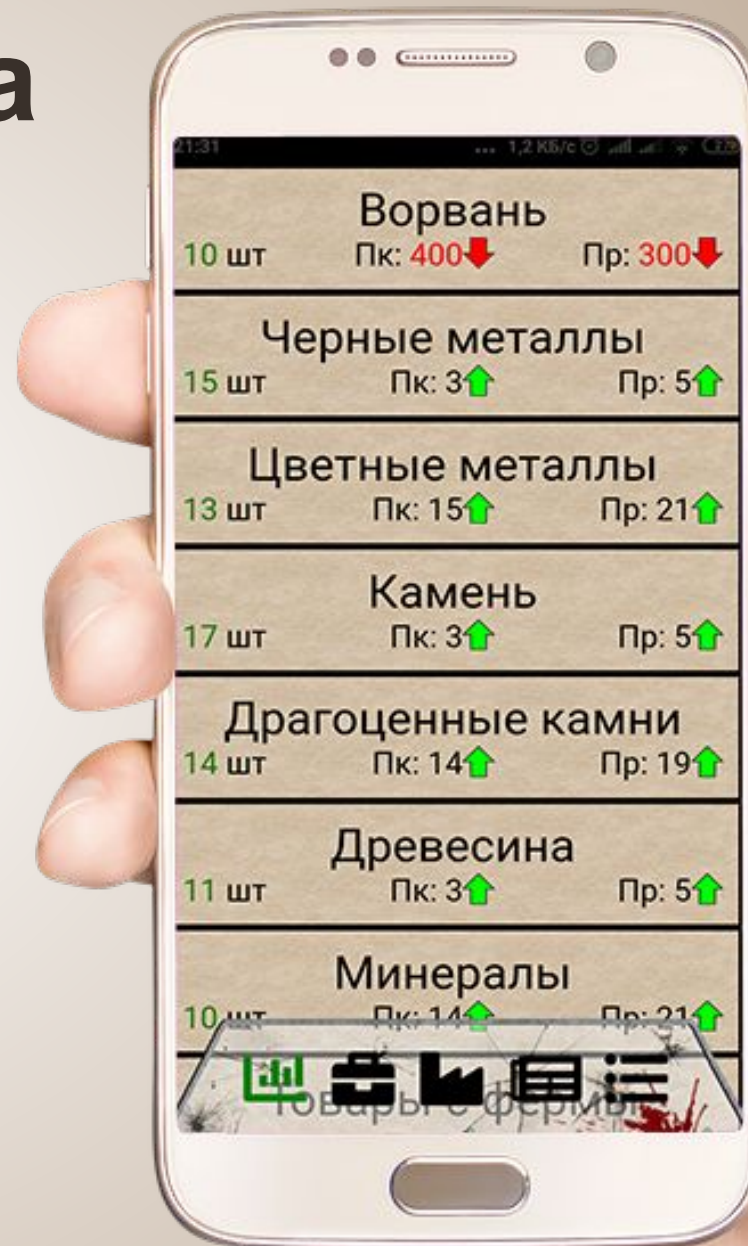 а
21:31 ... 1,2 КБ/с
Ворвань
10 шт Пк: 400 Пр: 300
Черные металлы
15 шт Пк: 3 Пр: 5
Цветные металлы
13 шт Пк: 15 Пр: 21
Камень
17 шт Пк: 3 Пр: 5
Драгоценные камни
14 шт Пк: 14 Пр: 19
Древесина
11 шт Пк: 3 Пр: 5
Минералы
10 шт Пк: 14 Пр: 21
Товары с фермы